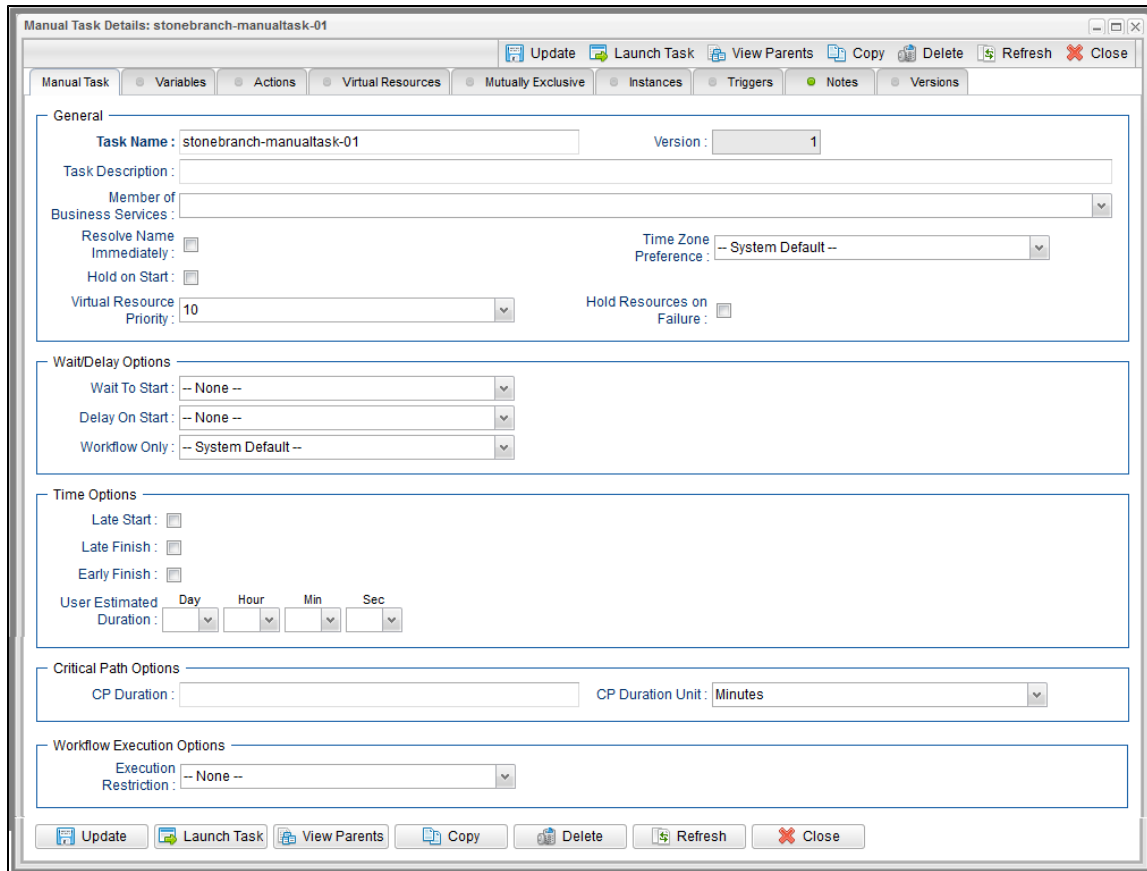 Manual Task Details: stonebranch-manualtask-01
Update Launch Task View Parents Copy Delete Refresh Close
Manual Task Variables Actions Virtual Resources Mutually Exclusive Instances Triggers Notes Versions
General
Task Name : stonebranch-manualtask-01 Version : 1
Task Description :
Member of
Business Services :
Resolve Name
Immediately :
Time Zone
Preference : -- System Default --
Hold on Start :
Virtual Resource
Priority : 10
Hold Resources on
Failure :
Wait/Delay Options
Wait To Start : -- None --
Delay On Start : -- None --
Workflow Only : -- System Default --
Time Options
Late Start :
Late Finish :
Early Finish :
User Estimated
Duration :
Day Hour Min Sec
Critical Path Options
CP Duration : CP Duration Unit : Minutes
Workflow Execution Options
Execution
Restriction : -- None --
Update Launch Task View Parents Copy Delete Refresh Close